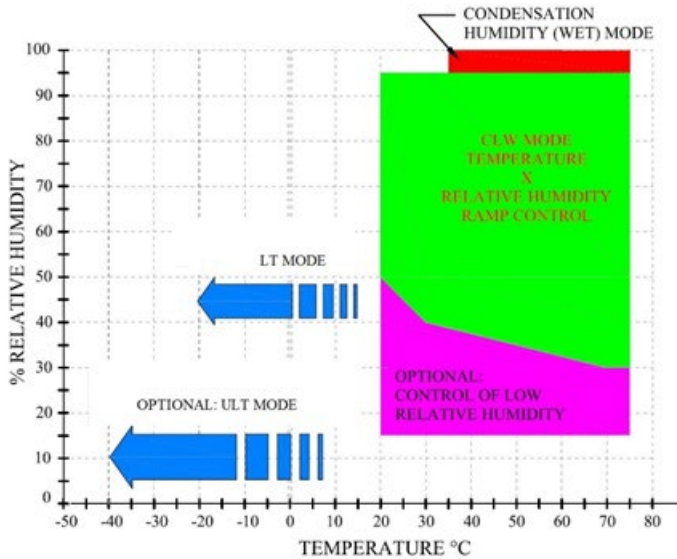 CONDENSATION
HUMIDITY (WET) MODE
100
90
80
70
60
50
40
30
20
10
0
% RELATIVE HUMIDITY
CLW MODE
TEMPERATURE
X
RELATIVE HUMIDITY
RAMP CONTROL
LT MODE
OPTIONAL:
CONTROL OF LOW
RELATIVE HUMIDITY
OPTIONAL: ULT MODE
-50 -40 -30 -20 -10 0 10 20 30 40 50 60 70 80
TEMPERATURE °C